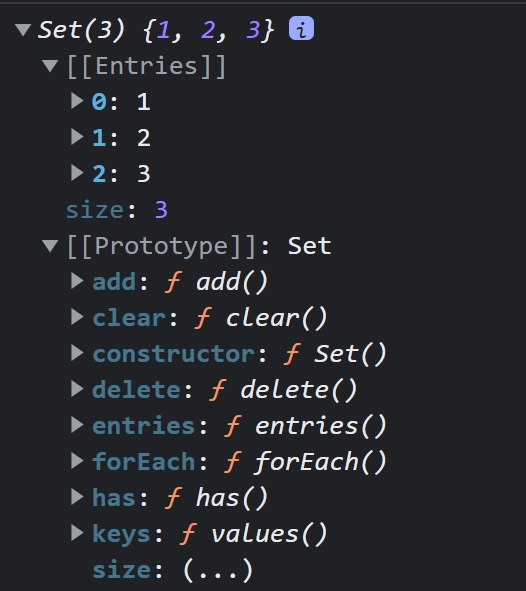 Set(3) {1, 2, 3} i
[[Entries]]
0: 1
1: 2
2: 3
size: 3
[[Prototype]]: Set
add: ƒ add()
clear: ƒ clear()
constructor: ƒ Set()
delete: ƒ delete()
entries: ƒ entries()
forEach: ƒ forEach()
has: ƒ has()
keys: ƒ values()
size: (...)